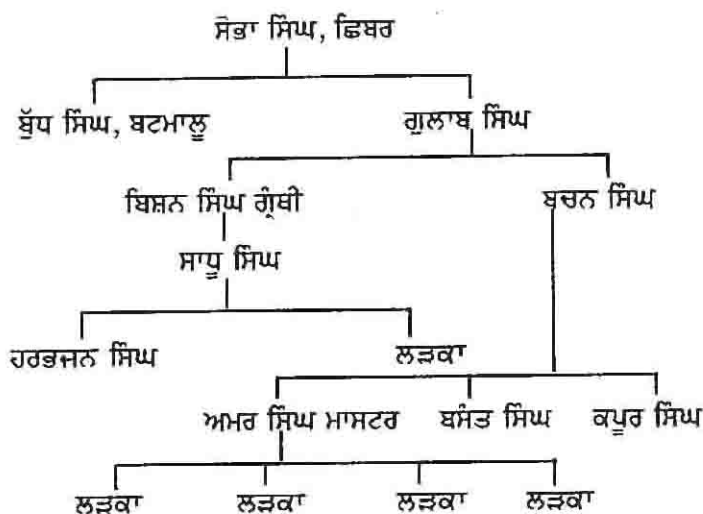 ਸੋਭਾ ਸਿੰਘ, ਛਿਬਰ
ਬੁੱਧ ਸਿੰਘ, ਬਟਮਾਲੂ ਗੁਲਾਬ ਸਿੰਘ
ਬਿਸ਼ਨ ਸਿੰਘ ਗ੍ਰੰਥੀ ਬਚਨ ਸਿੰਘ
ਸਾਧੂ ਸਿੰਘ
ਹਰਭਜਨ ਸਿੰਘ ਲੜਕਾ
ਅਮਰ ਸਿੰਘ ਮਾਸਟਰ ਬਸੰਤ ਸਿੰਘ ਕਪੂਰ ਸਿੰਘ
ਲੜਕਾ ਲੜਕਾ ਲੜਕਾ ਲੜਕਾ